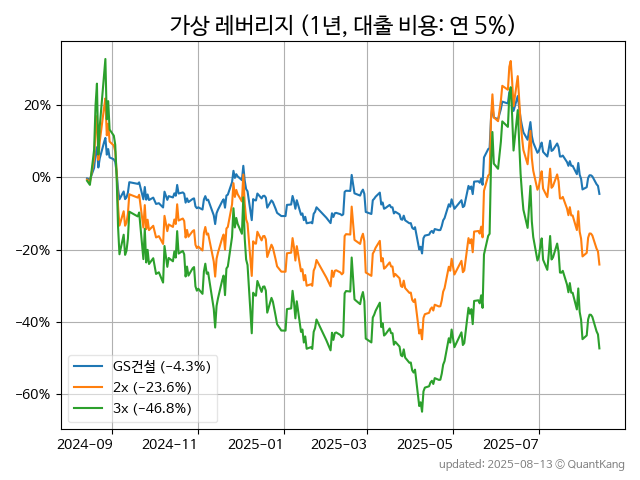 가상 레버리지 (1년, 대출 비용: 연 5%)
20%
0%
−20%
−40%
−60%
GS건설 (−4.3%)
2x (−23.6%)
3x (−46.8%)
2024-09 2024-11 2025-01 2025-03 2025-05 2025-07
updated: 2025-08-13 © QuantKang